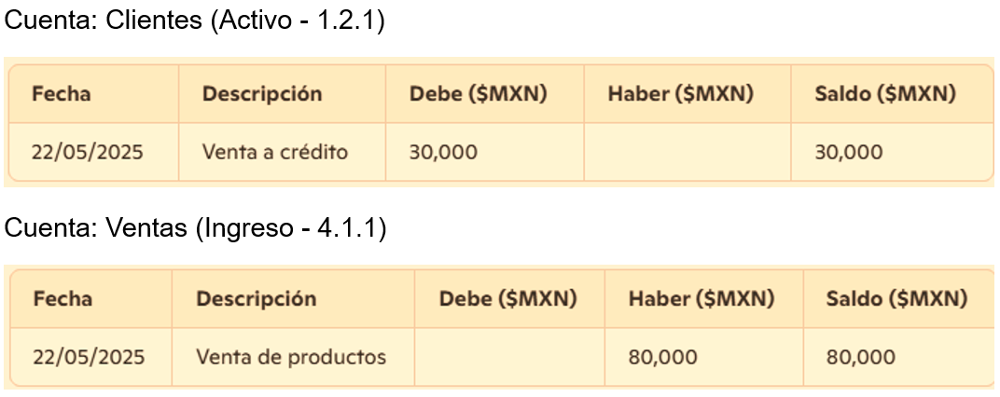 Cuenta: Clientes (Activo - 1.2.1)
Fecha Descripción Debe ($MXN) Haber ($MXN) Saldo ($MXN)
22/05/2025 Venta a crédito 30,000 30,000
Cuenta: Ventas (Ingreso - 4.1.1)
Fecha Descripción Debe ($MXN) Haber ($MXN) Saldo ($MXN)
22/05/2025 Venta de productos 80,000 80,000